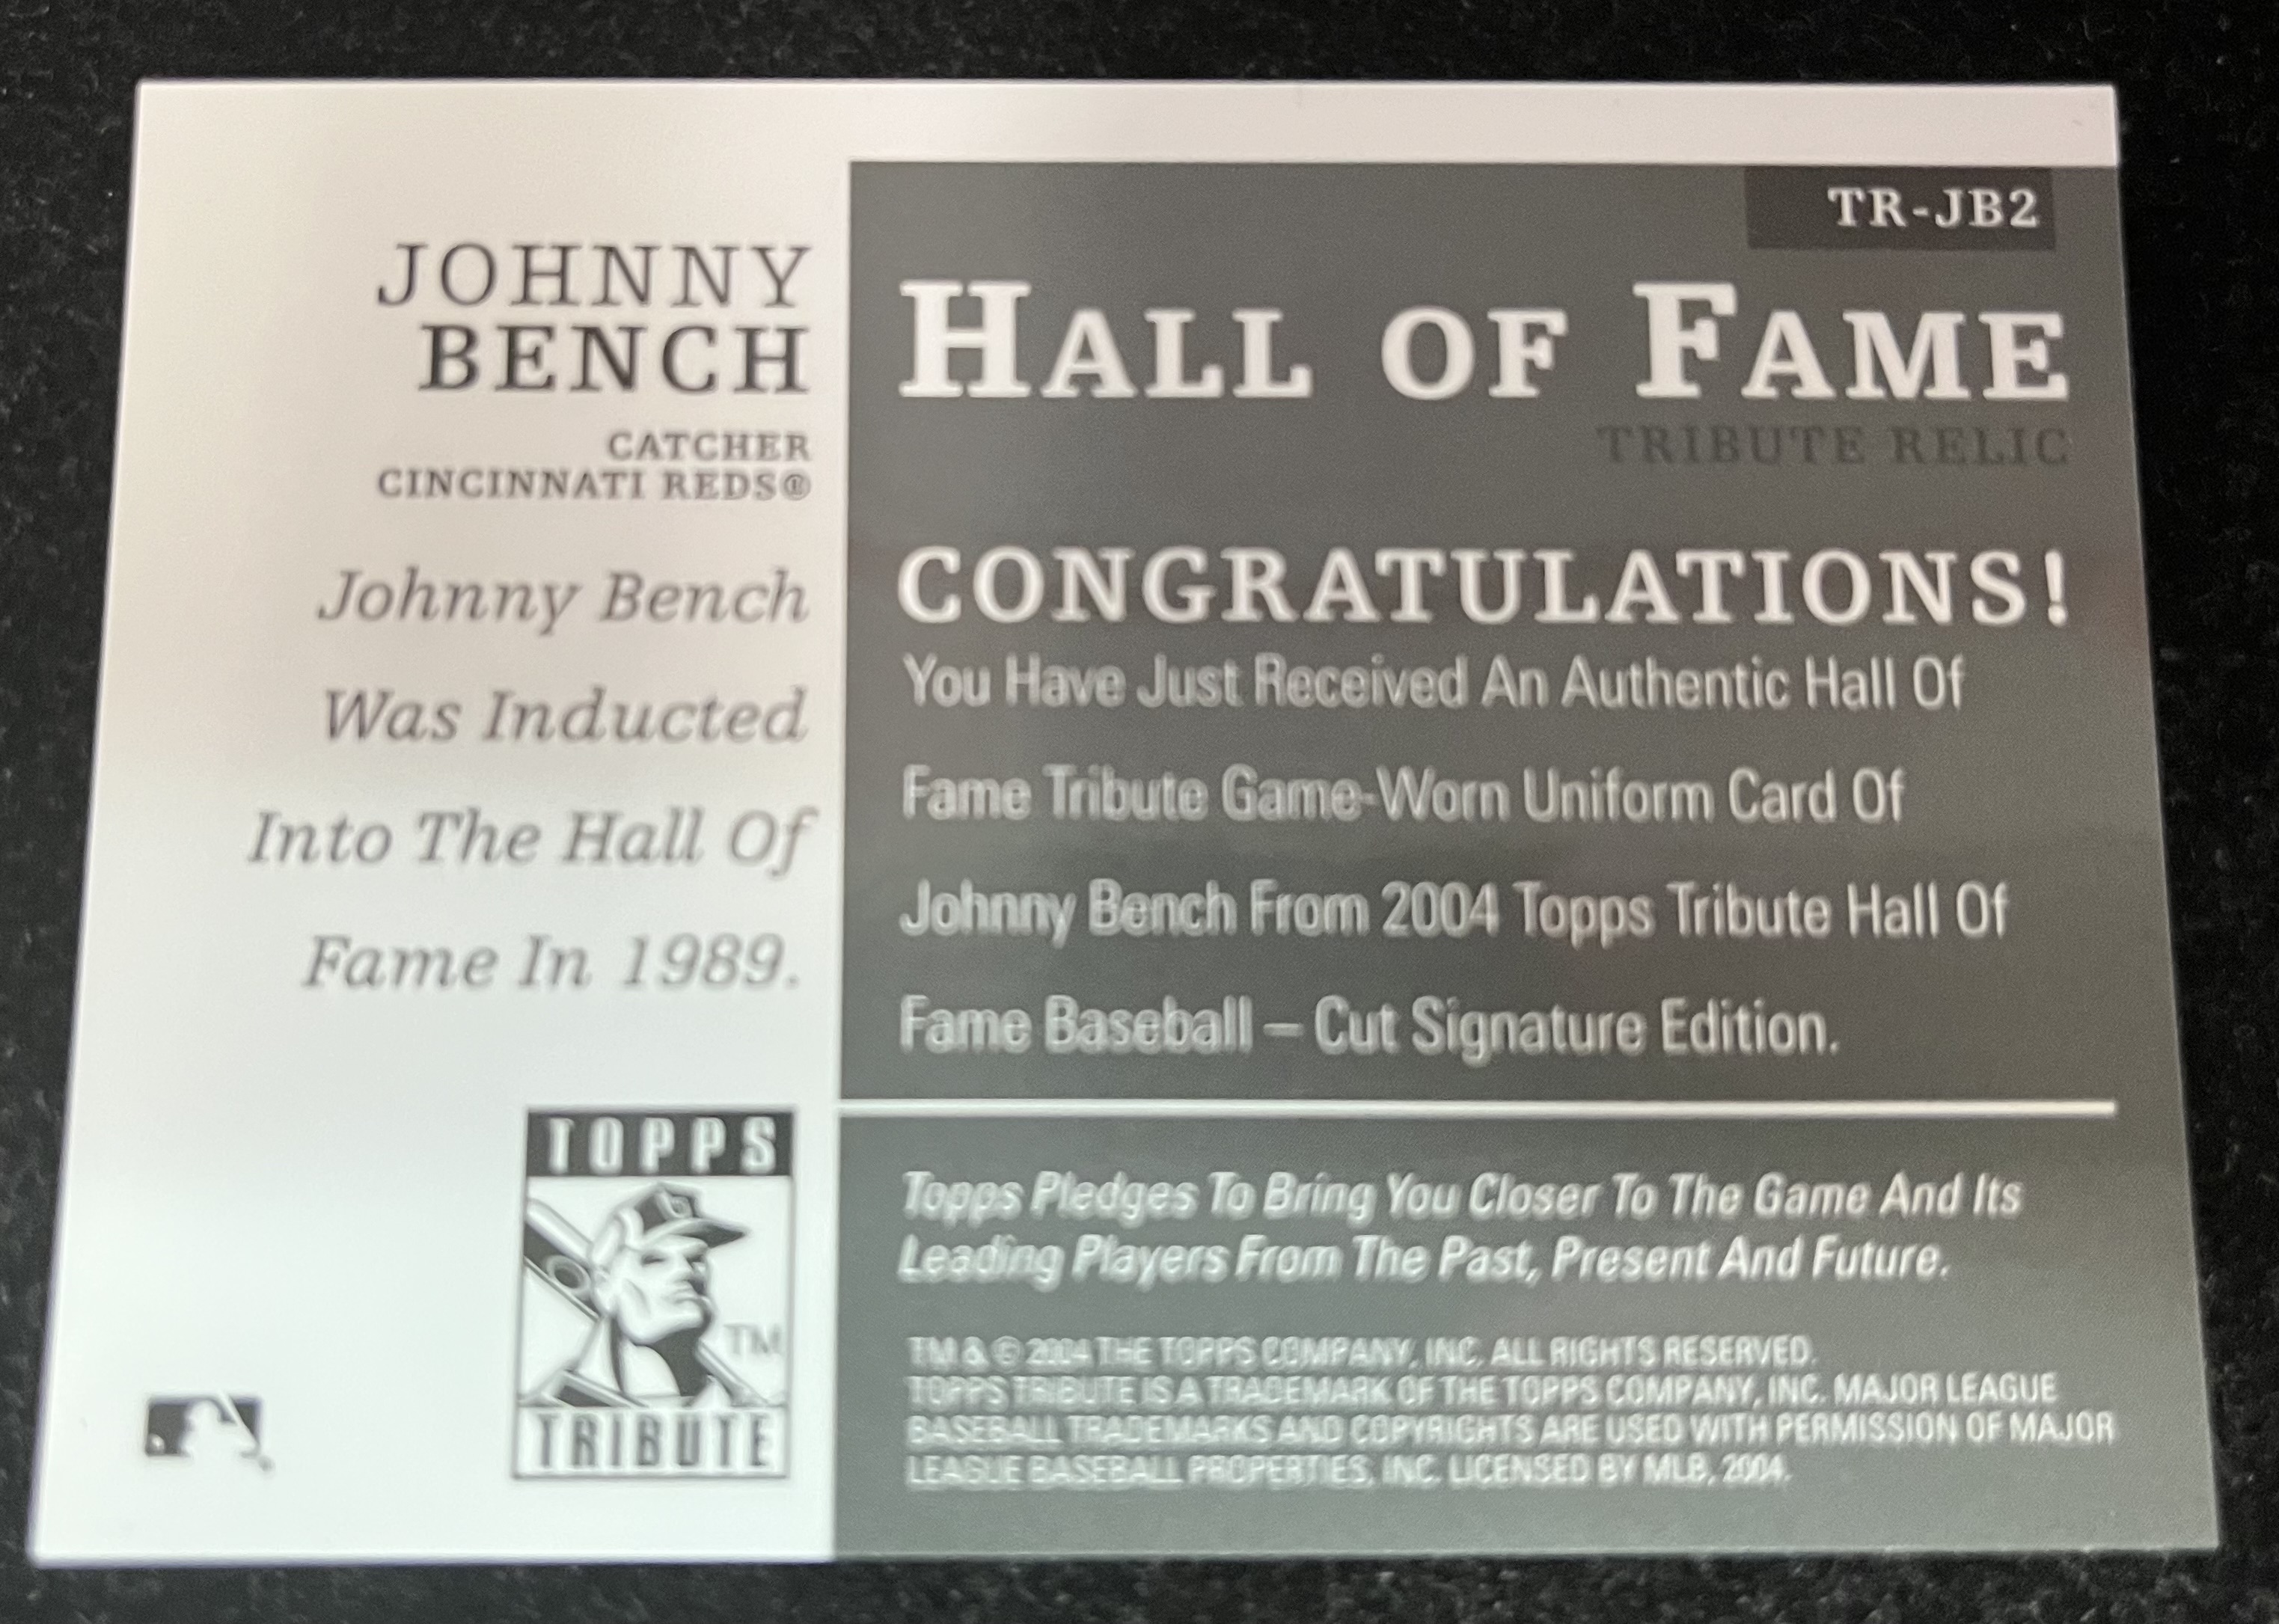 JOHNNY
BENCH
CATCHER
CINCINNATI REDS®
Johnny Bench
Was Inducted
Into The Hall Of
Fame In 1989.
TOPPS
TM
TRIBUTE
TR-JB2
HALL OF FAME
TRIBUTE RELIC
CONGRATULATIONS!
You Have Just Received An Authentic Hall Of
Fame Tribute Game-Worn Uniform Card Of
Johnny Bench From 2004 Topps Tribute Hall Of
Fame Baseball – Cut Signature Edition.
Topps Pledges To Bring You Closer To The Game And Its
Leading Players From The Past, Present And Future.
TM & © 2004 THE TOPPS COMPANY, INC. ALL RIGHTS RESERVED.
TOPPS TRIBUTE IS A TRADEMARK OF THE TOPPS COMPANY, INC. MAJOR LEAGUE
BASEBALL TRADEMARKS AND COPYRIGHTS ARE USED WITH PERMISSION OF MAJOR
LEAGUE BASEBALL PROPERTIES, INC. LICENSED BY MLB, 2004.